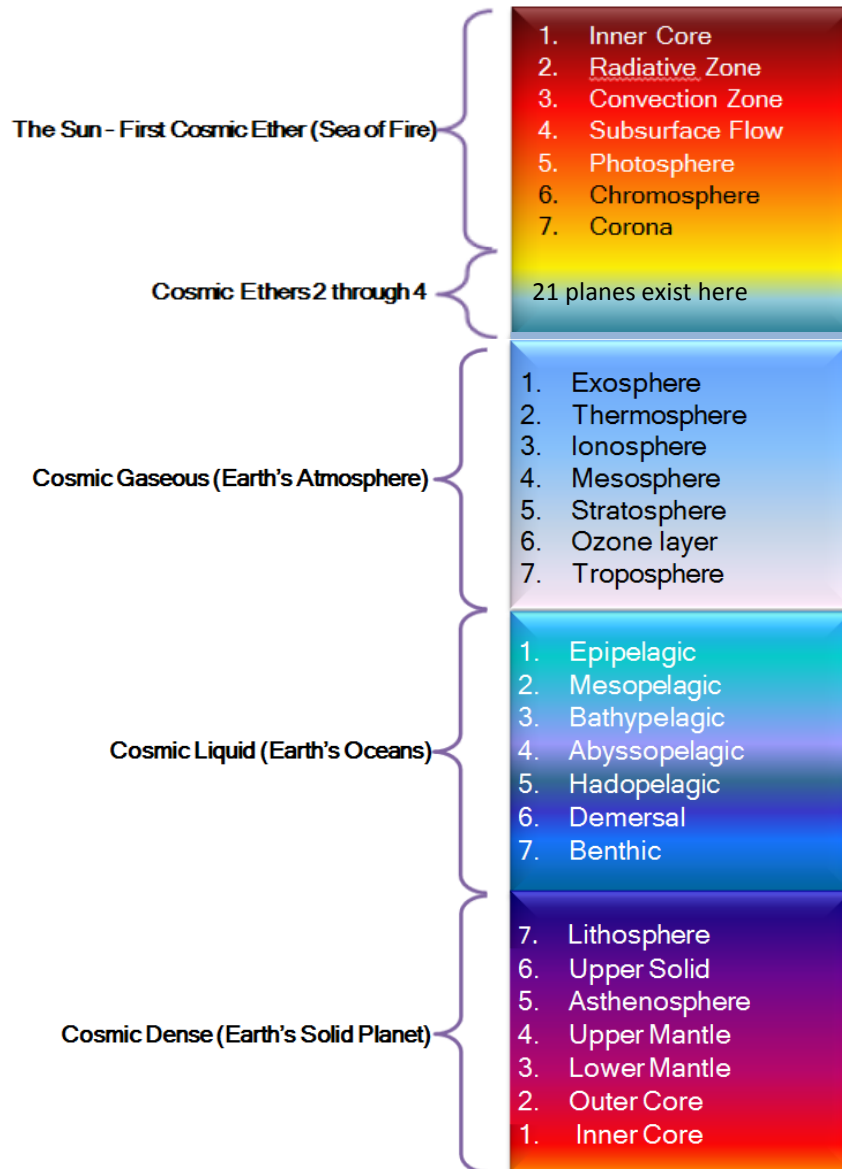 The Sun - First Cosmic Ether (Sea of Fire)
1. Inner Core
2. Radiative Zone
3. Convection Zone
4. Subsurface Flow
5. Photosphere
6. Chromosphere
7. Corona
Cosmic Ethers 2 through 4
21 planes exist here
Cosmic Gaseous (Earth's Atmosphere)
1. Exosphere
2. Thermosphere
3. Ionosphere
4. Mesosphere
5. Stratosphere
6. Ozone layer
7. Troposphere
Cosmic Liquid (Earth's Oceans)
1. Epipelagic
2. Mesopelagic
3. Bathypelagic
4. Abyssopelagic
5. Hadopelagic
6. Demersal
7. Benthic
Cosmic Dense (Earth's Solid Planet)
7. Lithosphere
6. Upper Solid
5. Asthenosphere
4. Upper Mantle
3. Lower Mantle
2. Outer Core
1. Inner Core